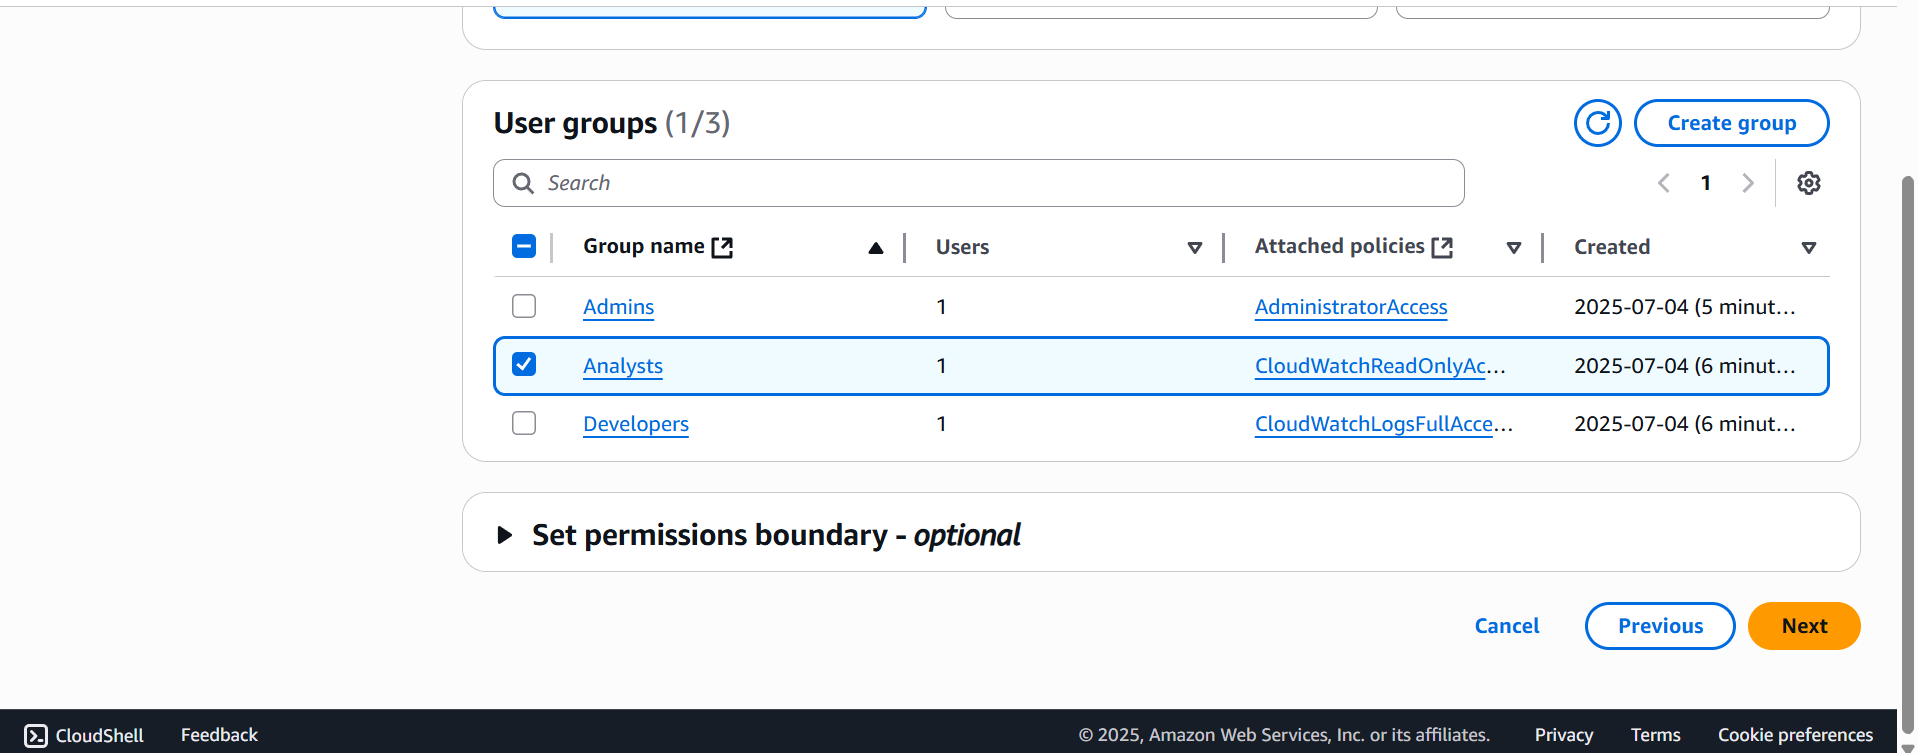 User groups (1/3)
Create group
Search
1
Group name Users Attached policies Created
Admins 1 AdministratorAccess 2025-07-04 (5 minut...
Analysts 1 CloudWatchReadOnlyAc... 2025-07-04 (6 minut...
Developers 1 CloudWatchLogsFullAcce... 2025-07-04 (6 minut...
Set permissions boundary - optional
Cancel Previous Next
CloudShell Feedback © 2025, Amazon Web Services, Inc. or its affiliates. Privacy Terms Cookie preferences